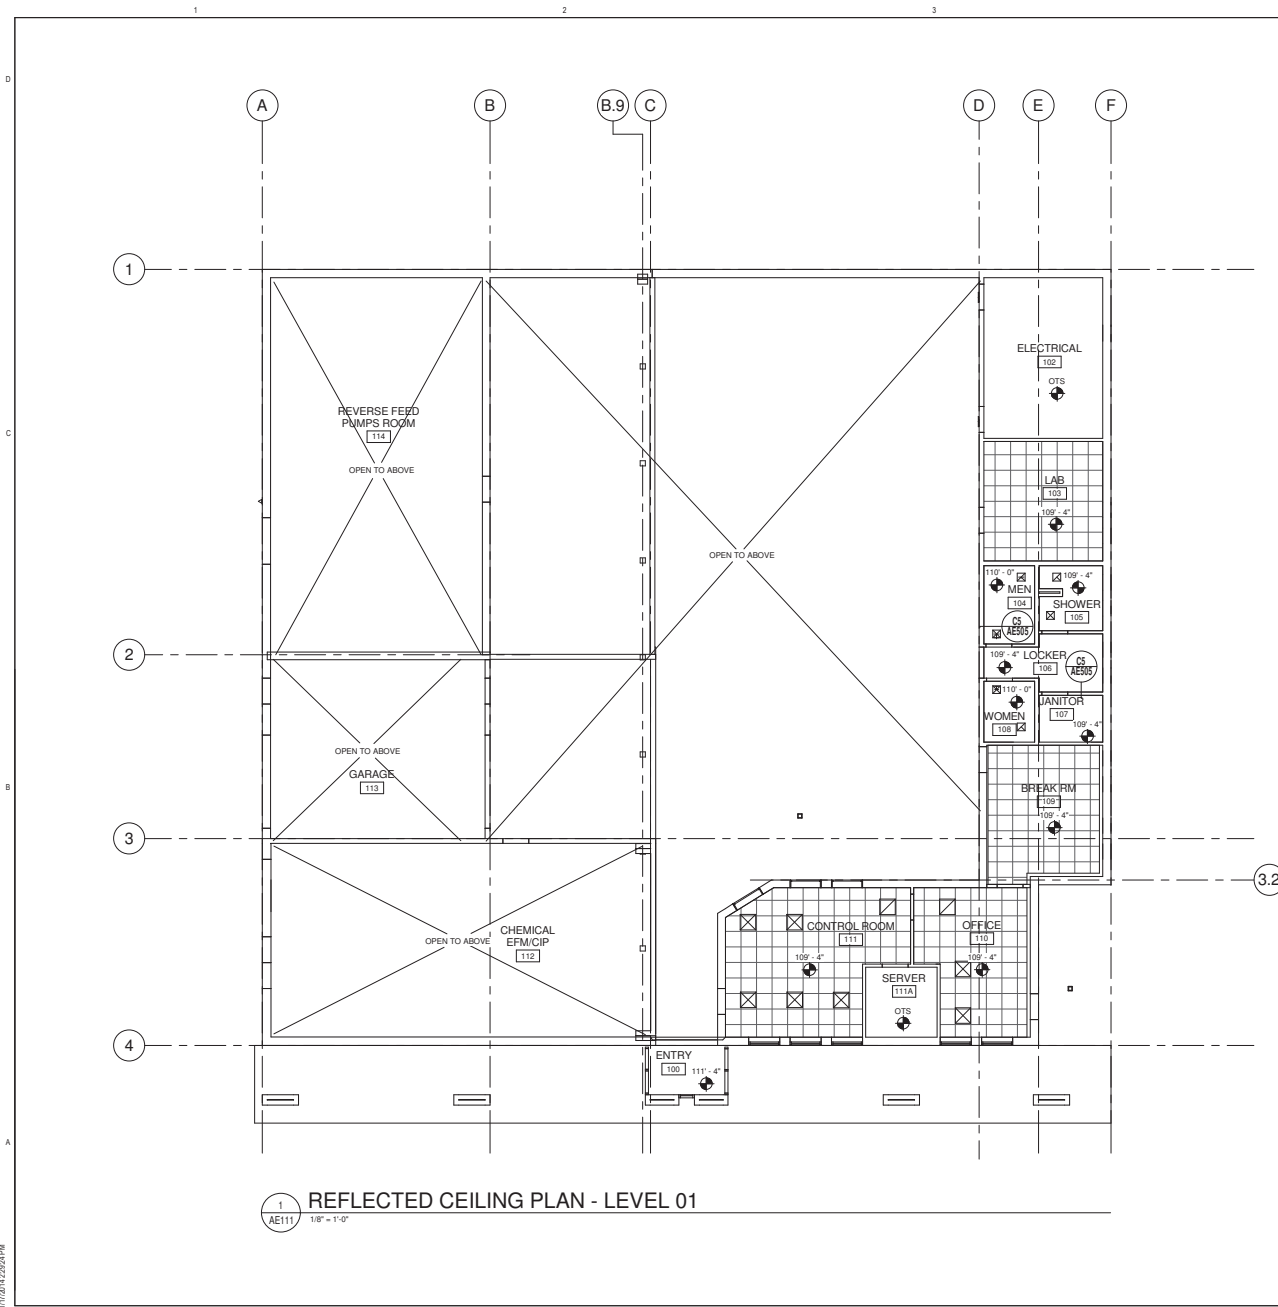 1 2 3
D
A B B.9 C D E F
1
ELECTRICAL
102
OTS
REVERSE FEED
PUMPS ROOM
114
C
OPEN TO ABOVE
LAB
103
109' - 4"
OPEN TO ABOVE
110' - 0"
MEN
104
109' - 4"
SHOWER
105
C5
AE505
2
109' - 4"
LOCKER
106
C5
AE505
110' - 0"
WOMEN
108
JANITOR
107
109' - 4"
OPEN TO ABOVE
GARAGE
113
B
BREAK RM
109
109' - 4"
3
3.2
CHEMICAL
EFM/CIP
112
OPEN TO ABOVE
CONTROL ROOM
111
109' - 4"
OFFICE
110
109' - 4"
SERVER
111A
OTS
4
ENTRY
100
111' - 4"
A
1
AE111
REFLECTED CEILING PLAN - LEVEL 01
1/8" = 1'-0"